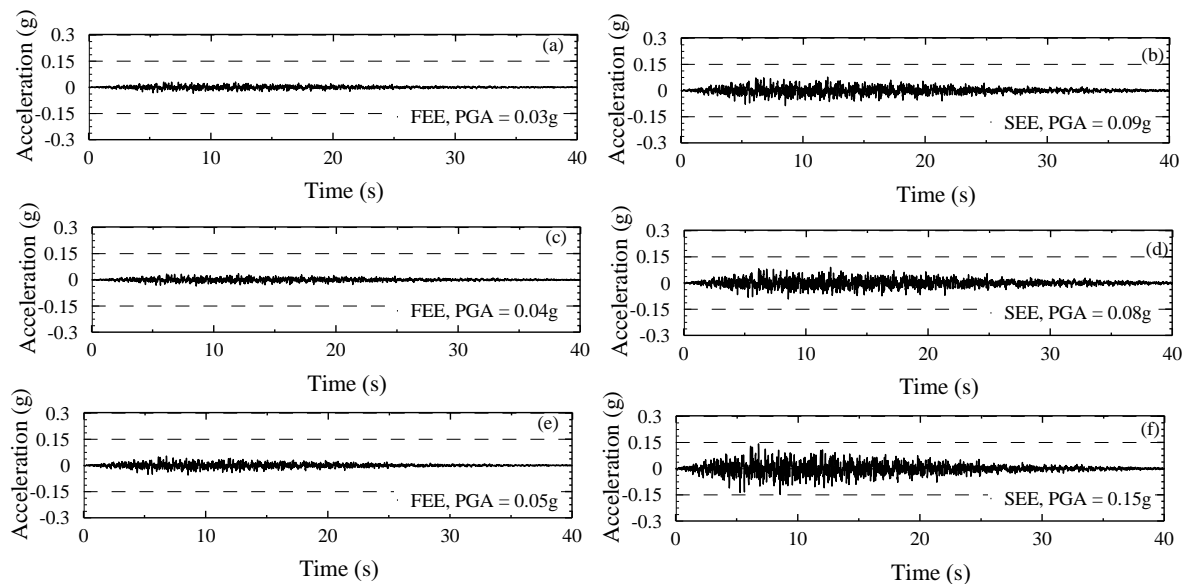 Acceleration (g)
0.3
0.15
0
-0.15
-0.3
(a)
FEE, PGA = 0.03g
0 10 20 30 40
Time (s)
Acceleration (g)
0.3
0.15
0
-0.15
-0.3
(b)
SEE, PGA = 0.09g
0 10 20 30 40
Time (s)
Acceleration (g)
0.3
0.15
0
-0.15
-0.3
(c)
FEE, PGA = 0.04g
0 10 20 30 40
Time (s)
Acceleration (g)
0.3
0.15
0
-0.15
-0.3
(d)
SEE, PGA = 0.08g
0 10 20 30 40
Time (s)
Acceleration (g)
0.3
0.15
0
-0.15
-0.3
(e)
FEE, PGA = 0.05g
0 10 20 30 40
Time (s)
Acceleration (g)
0.3
0.15
0
-0.15
-0.3
(f)
SEE, PGA = 0.15g
0 10 20 30 40
Time (s)